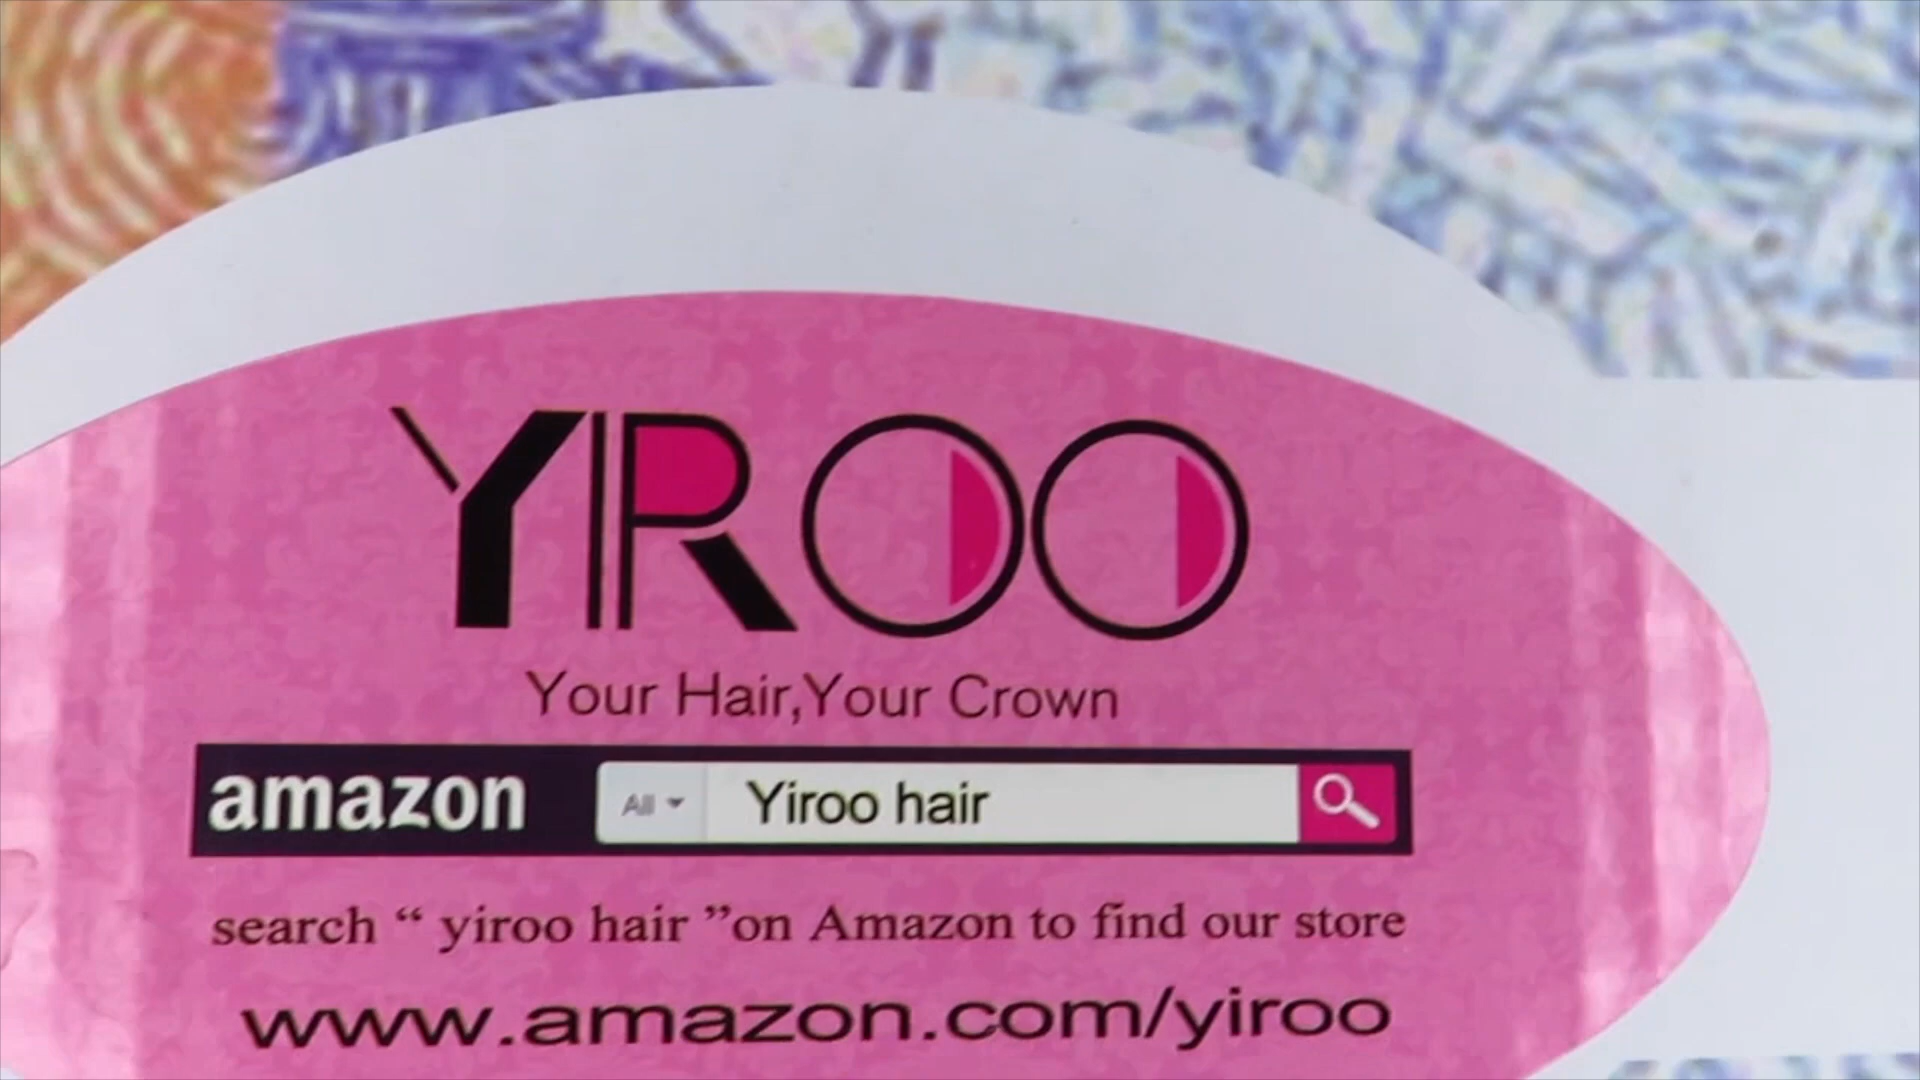 YIROO
Your Hair,Your Crown
amazon All Yiroo hair
search “ yiroo hair ”on Amazon to find our store
www.amazon.com/yiroo